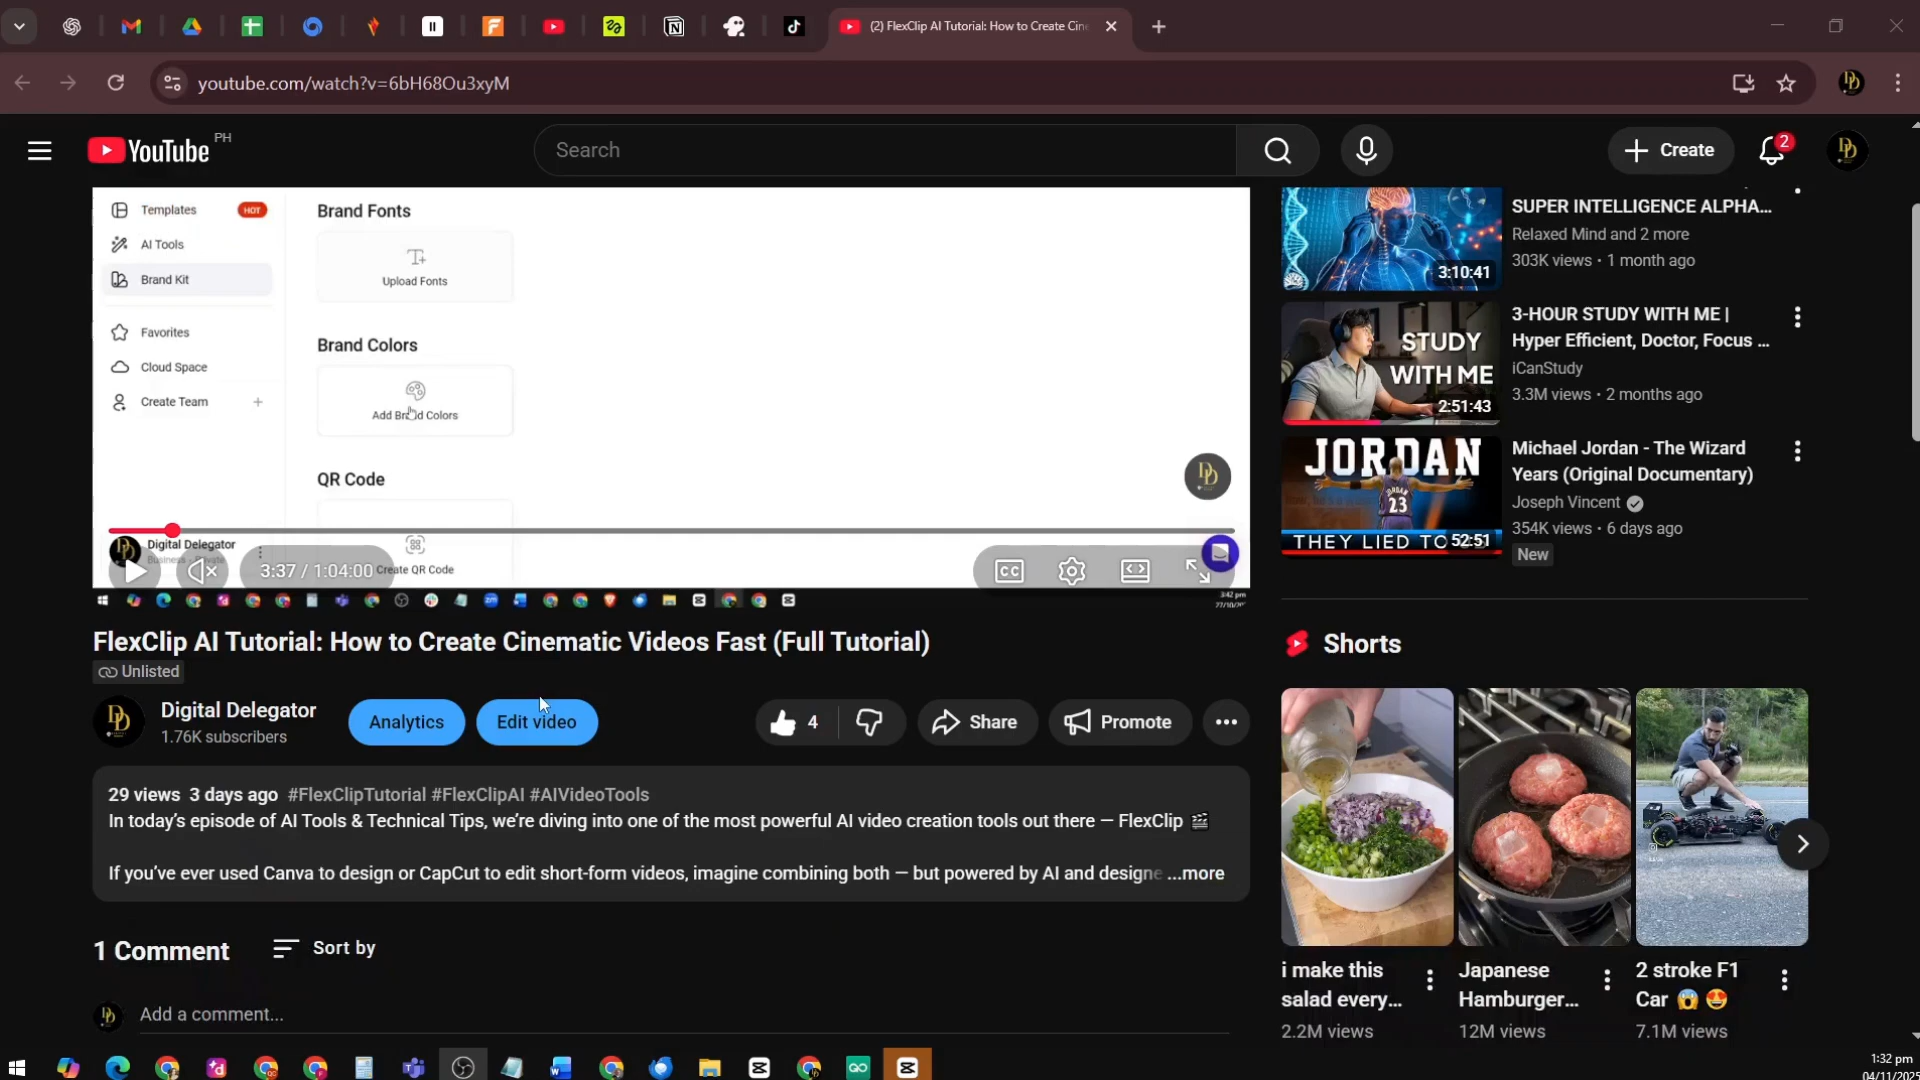 (2) FlexClip AI Tutorial: How to Create Cin
youtube.com/watch?v=6bH68Ou3xyM
YouTube PH
Search
Create
2
Templates
HOT
AI Tools
Brand Kit
Favorites
Cloud Space
Create Team +
Digital Delegator
Brand Fonts
Upload Fonts
Brand Colors
Add Brand Colors
QR Code
Create QR Code
3:37 / 1:04:00
CC
3:42 pm
FlexClip AI Tutorial: How to Create Cinematic Videos Fast (Full Tutorial)
Unlisted
Digital Delegator
1.76K subscribers
Analytics
Edit video
4
Share
Promote
29 views 3 days ago #FlexClipTutorial #FlexClipAI #AIVideoTools
In today's episode of AI Tools & Technical Tips, we're diving into one of the most powerful AI video creation tools out there — FlexClip 🎬
If you've ever used Canva to design or CapCut to edit short-form videos, imagine combining both — but powered by AI and designe ...more
1 Comment
Sort by
Add a comment...
3:10:41
SUPER INTELLIGENCE ALPHA...
Relaxed Mind and 2 more
303K views • 1 month ago
STUDY
WITH ME
2:51:43
3-HOUR STUDY WITH ME |
Hyper Efficient, Doctor, Focus ...
iCanStudy
3.3M views • 2 months ago
JORDAN
23
THEY LIED TO
52:51
Michael Jordan - The Wizard
Years (Original Documentary)
Joseph Vincent
354K views • 6 days ago
New
Shorts
i make this
salad every...
2.2M views
Japanese
Hamburger...
12M views
2 stroke F1
Car 😱 🤩
7.1M views
1:32 pm
04/11/2025